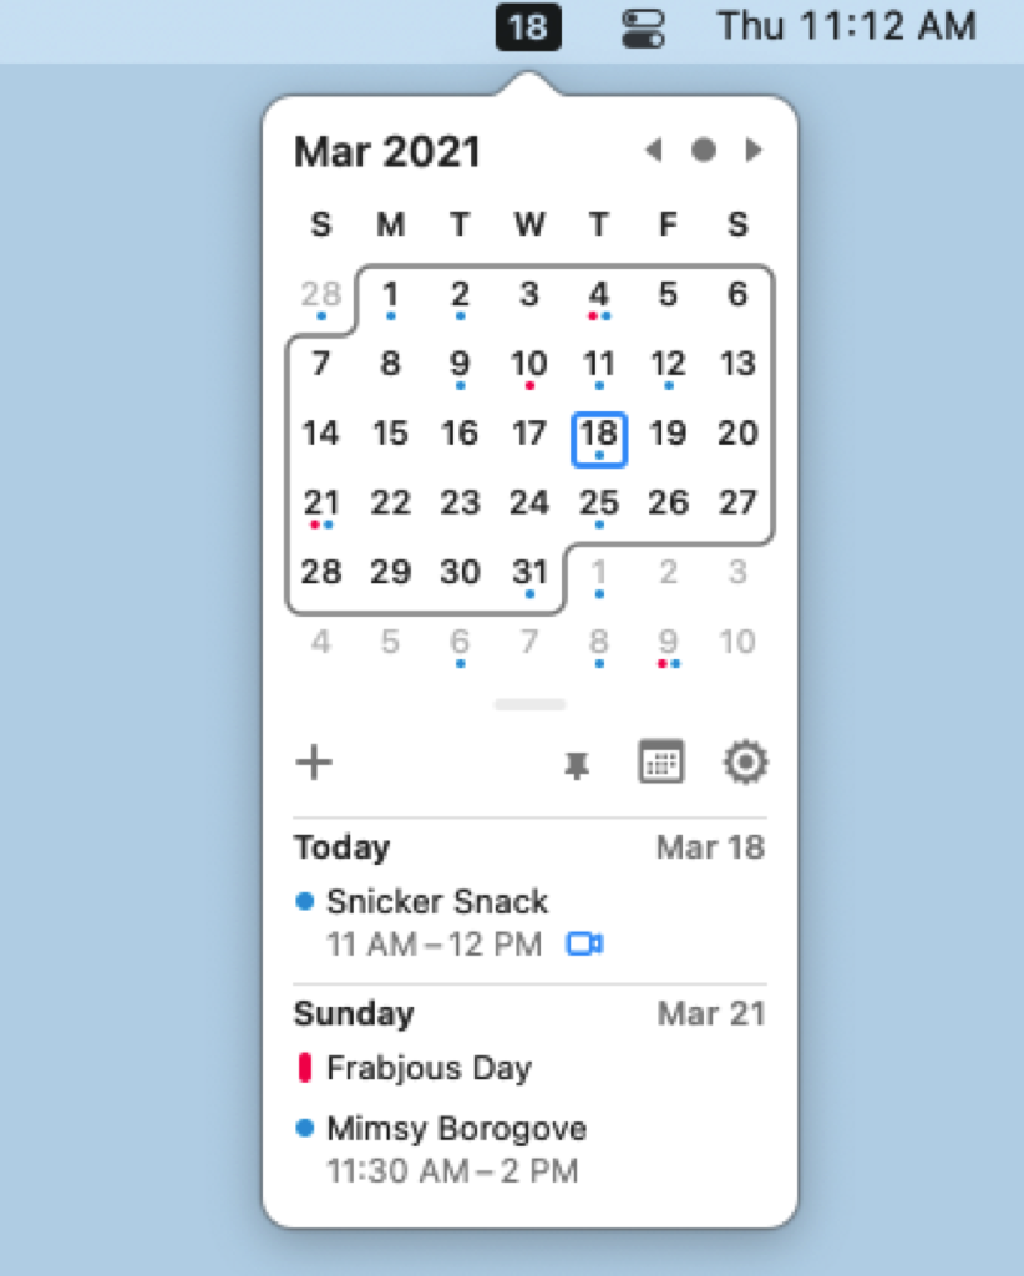 18 Thu 11:12 AM
Mar 2021
S M T W T F S
28 1 2 3 4 5 6
7 8 9 10 11 12 13
14 15 16 17 18 19 20
21 22 23 24 25 26 27
28 29 30 31 1 2 3
4 5 6 7 8 9 10
Today Mar 18
Snicker Snack
11 AM – 12 PM
Sunday Mar 21
Frabjous Day
Mimsy Borogove
11:30 AM – 2 PM